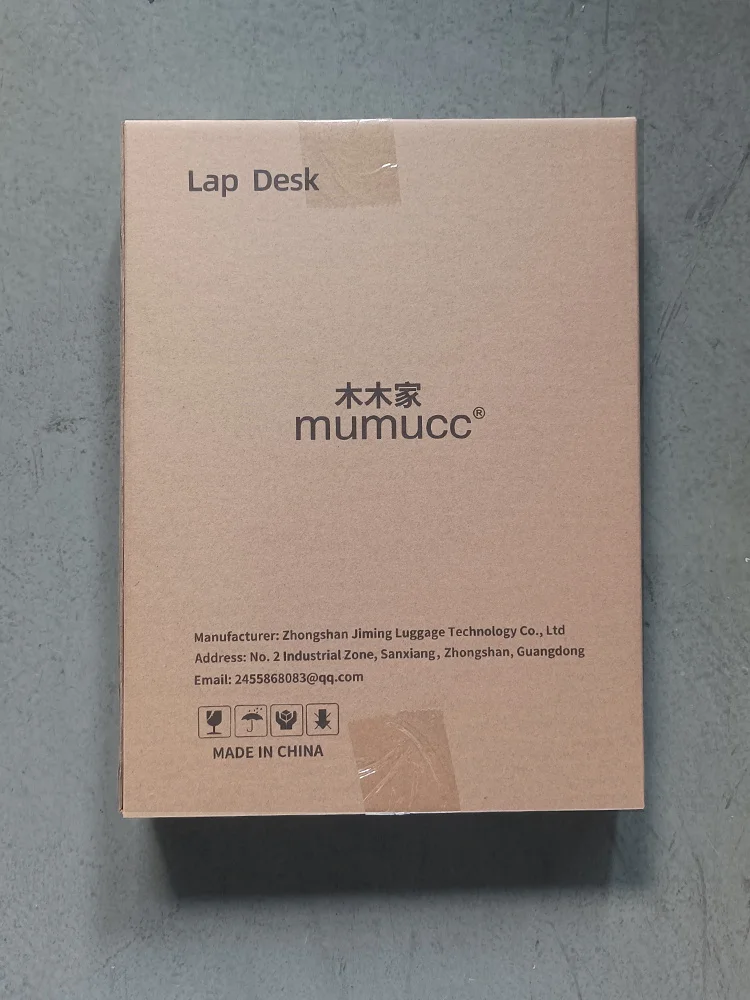 Lap Desk
木木家
mumucc®
Manufacturer: Zhongshan Jiming Luggage Technology Co., Ltd
Address: No. 2 Industrial Zone, Sanxiang, Zhongshan, Guangdong
Email: 2455868083@qq.com
MADE IN CHINA